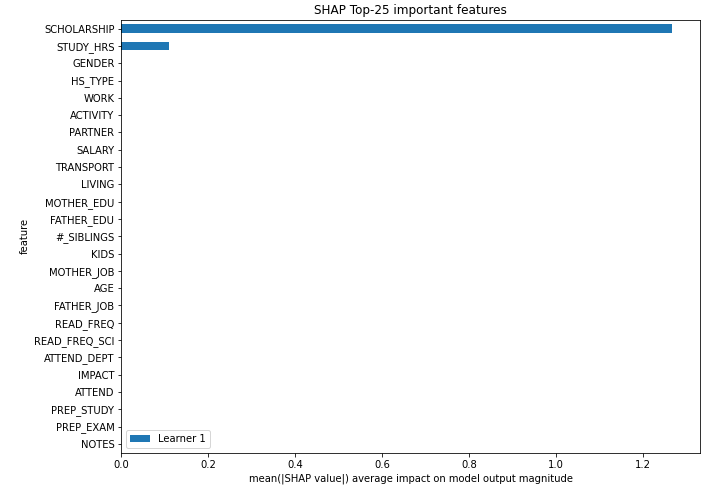 SHAP Top-25 important features
SCHOLARSHIP
STUDY_HRS
GENDER
HS_TYPE
WORK
ACTIVITY
PARTNER
SALARY
TRANSPORT
LIVING
MOTHER_EDU
FATHER_EDU
#_SIBLINGS
KIDS
MOTHER_JOB
AGE
FATHER_JOB
READ_FREQ
READ_FREQ_SCI
ATTEND_DEPT
IMPACT
ATTEND
PREP_STUDY
PREP_EXAM
NOTES
feature
Learner 1
0.0 0.2 0.4 0.6 0.8 1.0 1.2
mean(|SHAP value|) average impact on model output magnitude